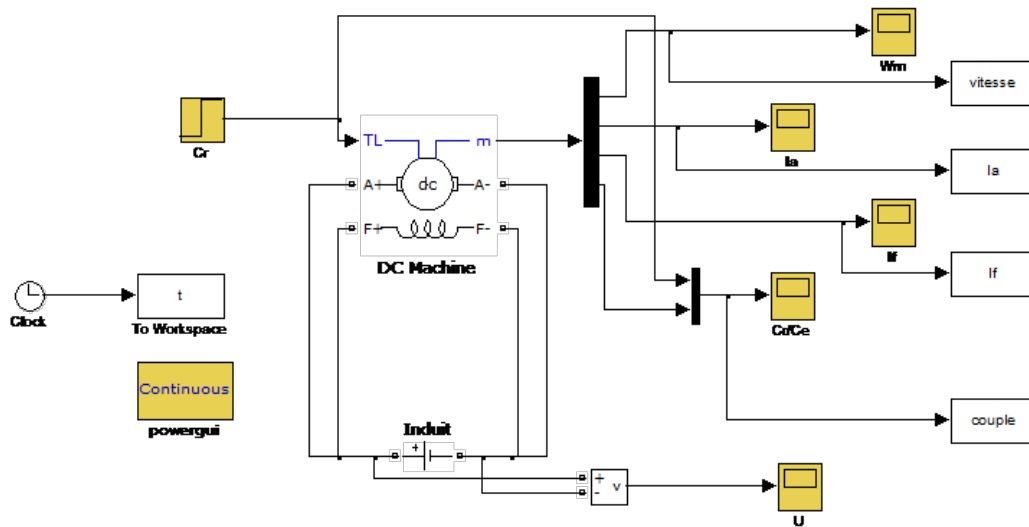 Wm
vitesse
Cr
Ia
Ia
TL
m
A+
dc
A-
F+
F-
DC Machine
If
If
Clock
t
To Workspace
Cr/Ce
Continuous
powergui
couple
Induit
+
+
-
v
U